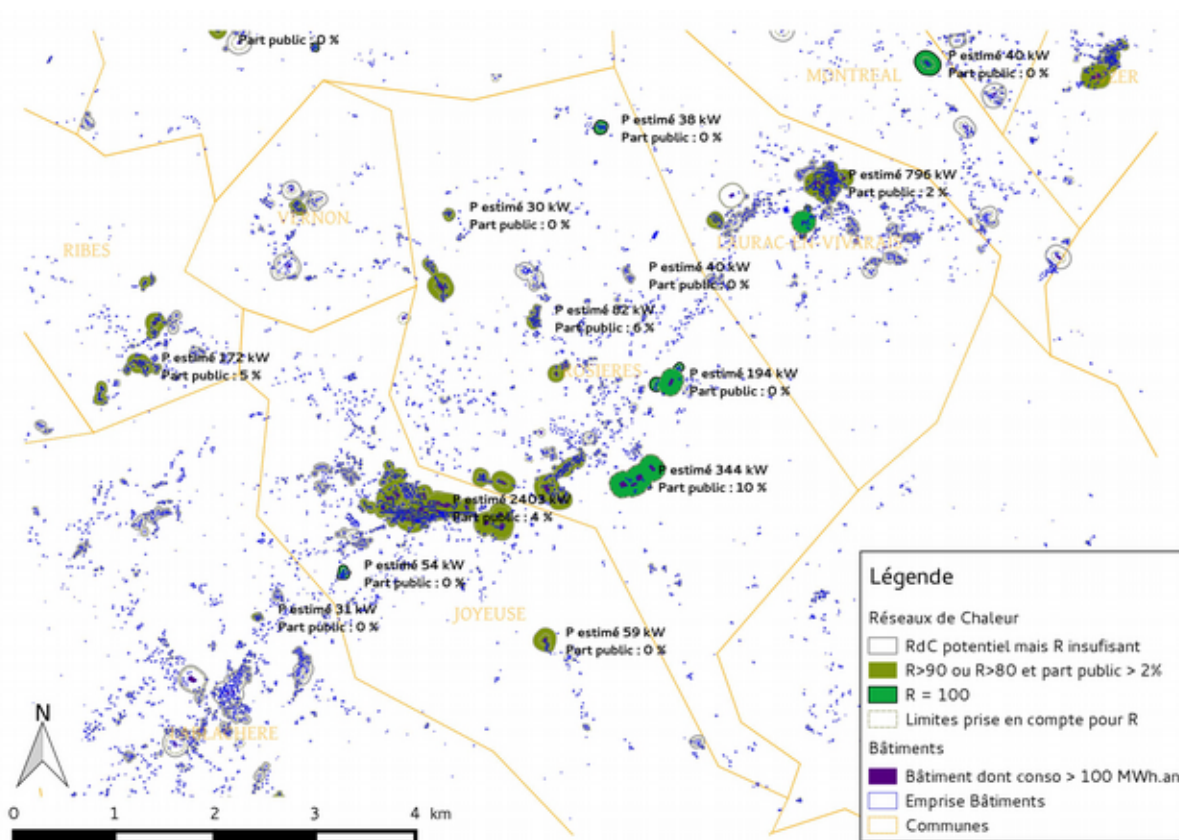 Part public : 0 %
P estimé 40 kW
MONTREAL
Part public : 0 %
P estimé 38 kW
Part public : 0 %
P estimé 796 kW
Part public : 2 %
P estimé 30 kW
Part public : 0 %
VERNON
RIBES
LAURAC-EN-VIVARAIS
P estimé 40 kW
Part public : 0 %
P estimé 82 kW
Part public : 6 %
P estimé 172 kW
Part public : 5 %
ROSIERES
P estimé 194 kW
Part public : 0 %
P estimé 344 kW
Part public : 10 %
P estimé 2403 kW
Part public : 4 %
P estimé 54 kW
Part public : 0 %
P estimé 31 kW
Part public : 0 %
JOYEUSE
P estimé 59 kW
Part public : 0 %
N
0 1 2 3 4 km
Légende
Réseaux de Chaleur
RdC potentiel mais R insufisant
R>90 ou R>80 et part public > 2%
R = 100
Limites prise en compte pour R
Bâtiments
Bâtiment dont conso > 100 MWh.an
Emprise Bâtiments
Communes